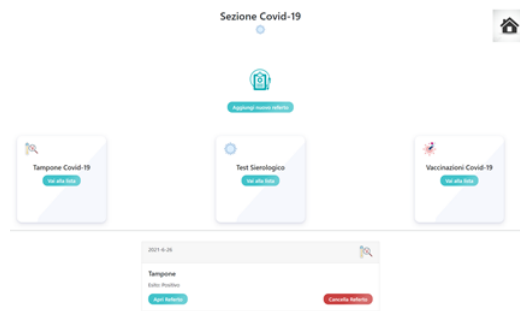 Sezione Covid-19
Aggiungi nuovo referto
Tampone Covid-19
Vai alla lista
Test Sierologico
Vai alla lista
Vaccinazioni Covid-19
Vai alla lista
2021-6-26
Tampone
Esito: Positivo
Apri Referto
Cancella Referto